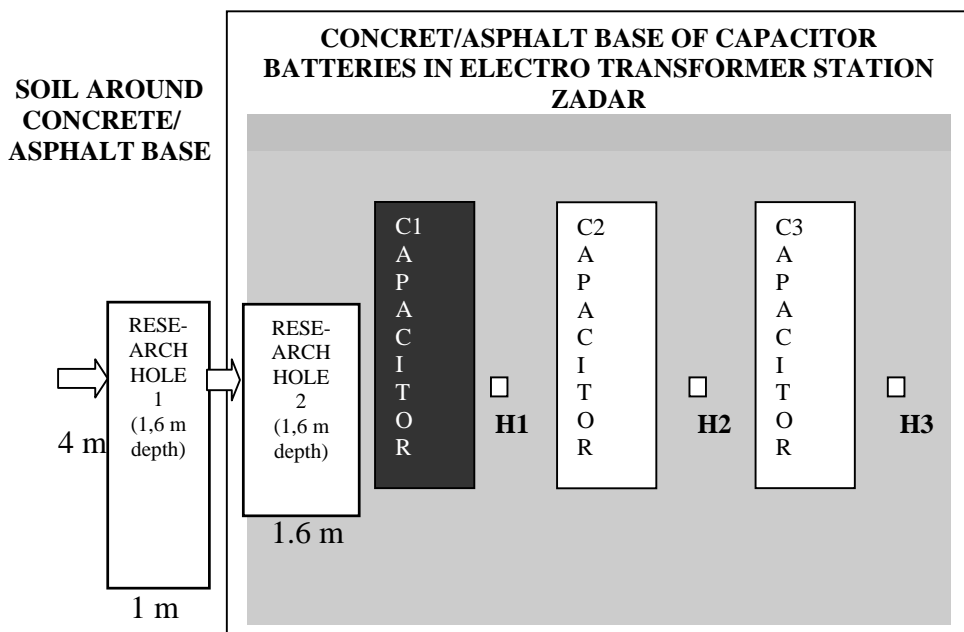 CONCRET/ASPHALT BASE OF CAPACITOR
BATTERIES IN ELECTRO TRANSFORMER STATION
ZADAR
SOIL AROUND
CONCRETE/
ASPHALT BASE
RESE-
ARCH
HOLE
1
(1,6 m
depth)
4 m
1 m
RESE-
ARCH
HOLE
2
(1,6 m
depth)
1.6 m
C1
A
P
A
C
I
T
O
R
H1
C2
A
P
A
C
I
T
O
R
H2
C3
A
P
A
C
I
T
O
R
H3